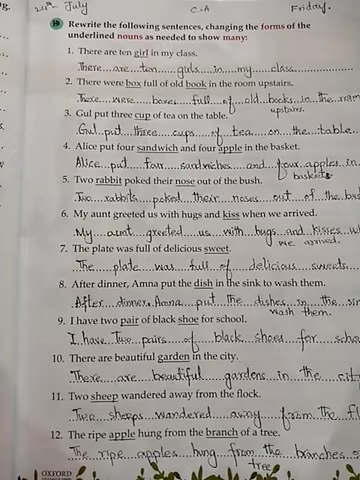 24th July C.A Friday.
Rewrite the following sentences, changing the forms of the
underlined nouns as needed to show many:
1. There are ten girl in my class.
There are ten girls in my class
2. There were box full of old book in the room upstairs.
There were boxes full of old books in the room
upstairs.
3. Gul put three cup of tea on the table.
Gul put three cups of tea on the table
4. Alice put four sandwich and four apple in the basket.
Alice put four sandwiches and four apples in
baskets
5. Two rabbit poked their nose out of the bush.
Two rabbits poked their noses out of the
6. My aunt greeted us with hugs and kiss when we arrived.
My aunt greeted us with hugs and kisses
we arrived.
7. The plate was full of delicious sweet.
The plate was full of delicious sweets
8. After dinner, Amna put the dish in the sink to wash them.
After dinner, Amna put the dishes in the
wash them.
9. I have two pair of black shoe for school.
I have two pairs of black shoes for
10. There are beautiful garden in the city.
There are beautiful gardens in the
11. Two sheep wandered away from the flock.
Two sheeps wandered away from the
12. The ripe apple hung from the branch of a tree.
The ripe apples hung from the branches
tree
OXFORD